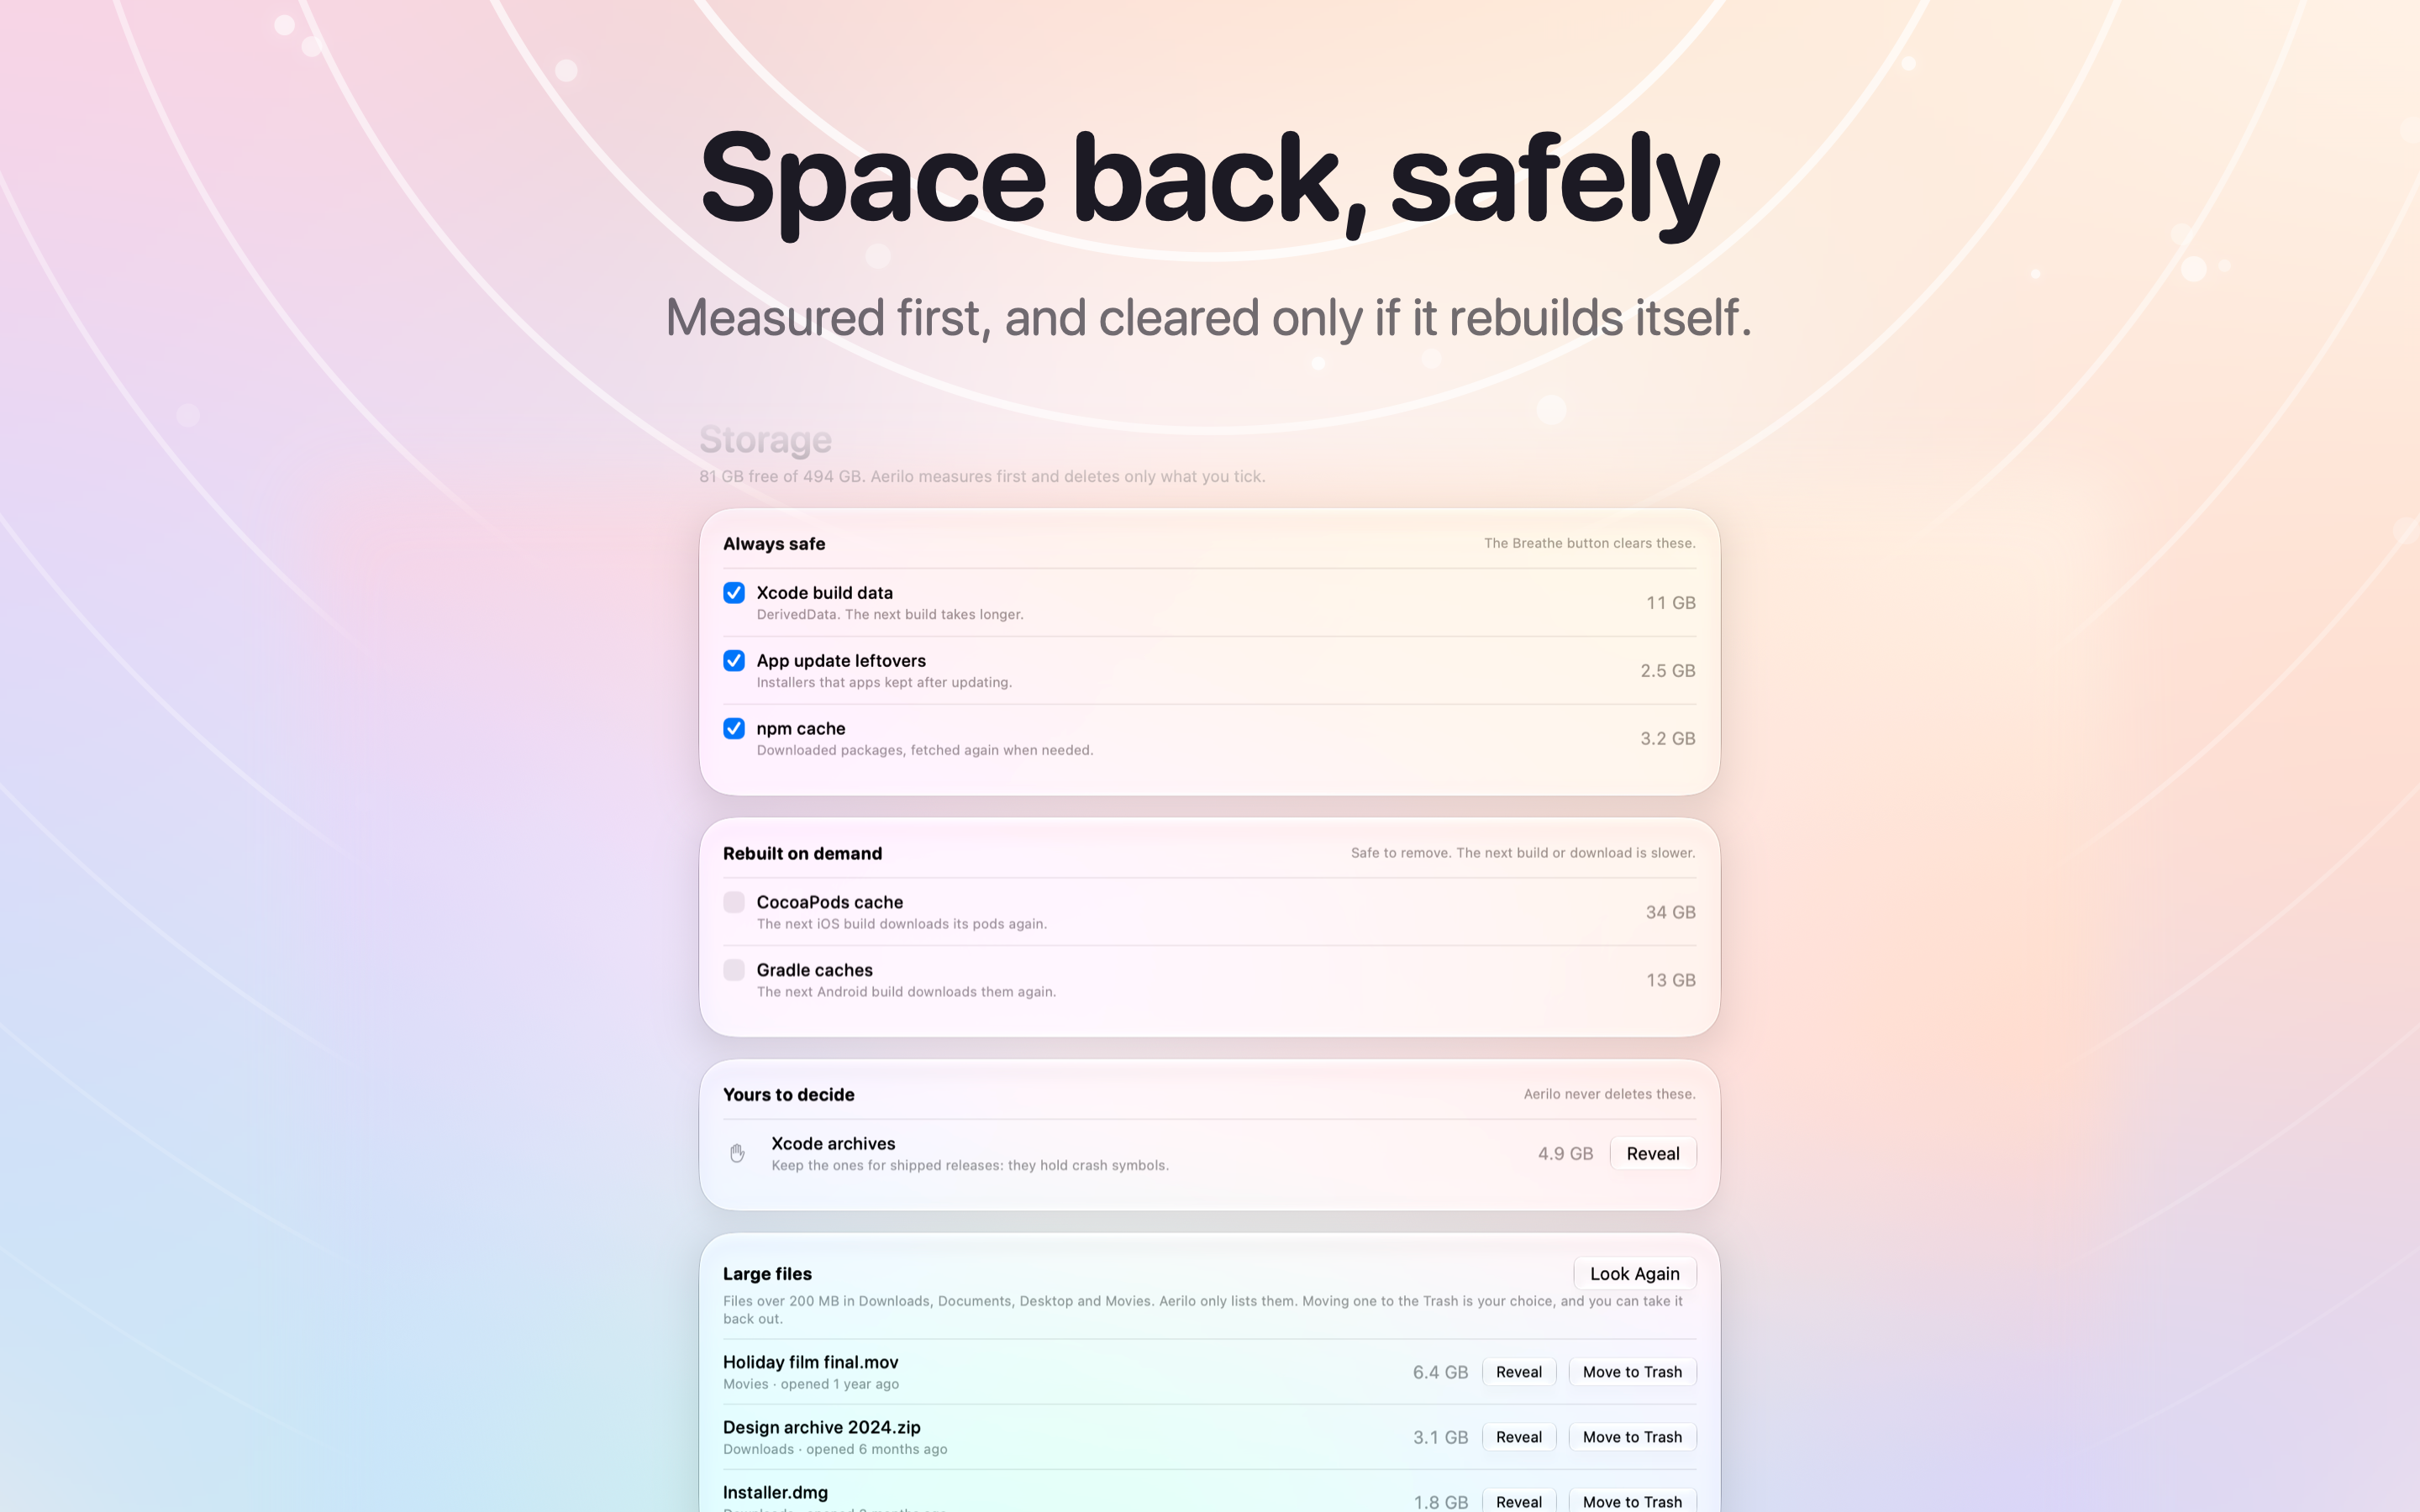 Space back, safely
Measured first, and cleared only if it rebuilds itself.
Storage
81 GB free of 494 GB. Aerilo measures first and deletes only what you tick.
Always safe
The Breathe button clears these.
Xcode build data
DerivedData. The next build takes longer.
11 GB
App update leftovers
Installers that apps kept after updating.
2.5 GB
npm cache
Downloaded packages, fetched again when needed.
3.2 GB
Rebuilt on demand
Safe to remove. The next build or download is slower.
CocoaPods cache
The next iOS build downloads its pods again.
34 GB
Gradle caches
The next Android build downloads them again.
13 GB
Yours to decide
Aerilo never deletes these.
Xcode archives
Keep the ones for shipped releases: they hold crash symbols.
4.9 GB
Reveal
Large files
Look Again
Files over 200 MB in Downloads, Documents, Desktop and Movies. Aerilo only lists them. Moving one to the Trash is your choice, and you can take it
back out.
Holiday film final.mov
Movies · opened 1 year ago
6.4 GB
Reveal
Move to Trash
Design archive 2024.zip
Downloads · opened 6 months ago
3.1 GB
Reveal
Move to Trash
Installer.dmg
1.8 GB
Reveal
Move to Trash